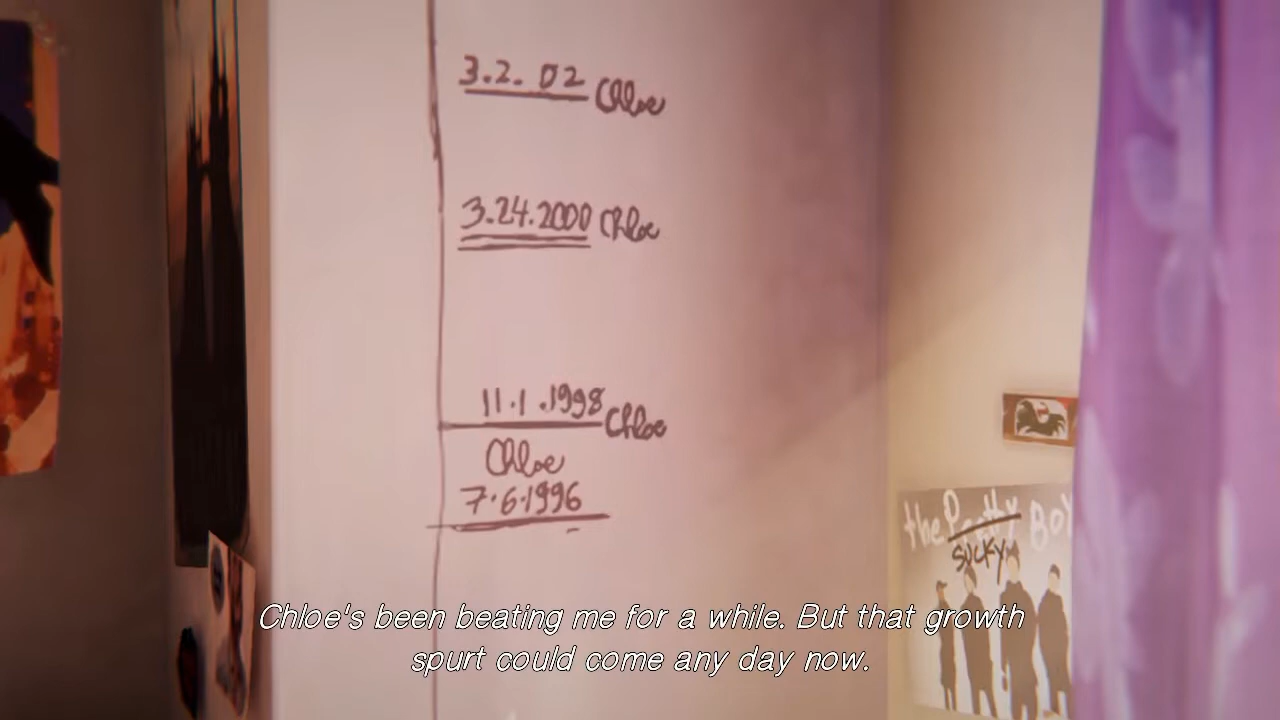 3.2. 02 Chloe
3.24.2000 Chloe
11.1.1998 Chloe
Chloe
7.6.1996
the Pretty Boy
sucky
Chloe's been beating me for a while. But that growth
spurt could come any day now.